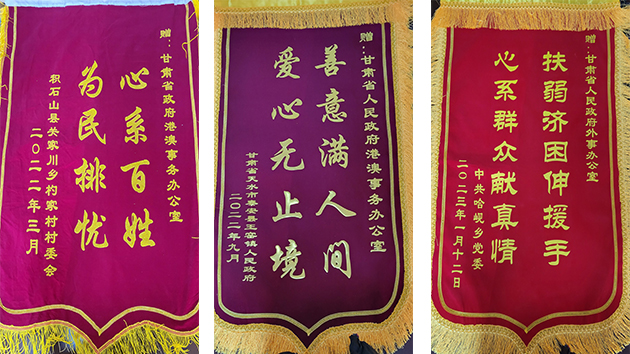 赠:甘肃省政府港澳事务办公室
心系百姓
为民排忧
积石山县关家川乡家村村委会
二〇二二年三月
赠:甘肃省人民政府港澳事务办公室
善意满人间
爱心无止境
甘肃省天水市秦安县王窑镇人民政府
二〇二二年九月
赠:甘肃省人民政府外事办公室
扶弱济困伸援手
心系群众献真情
中共哈岘乡党委
二〇二三年一月十二日